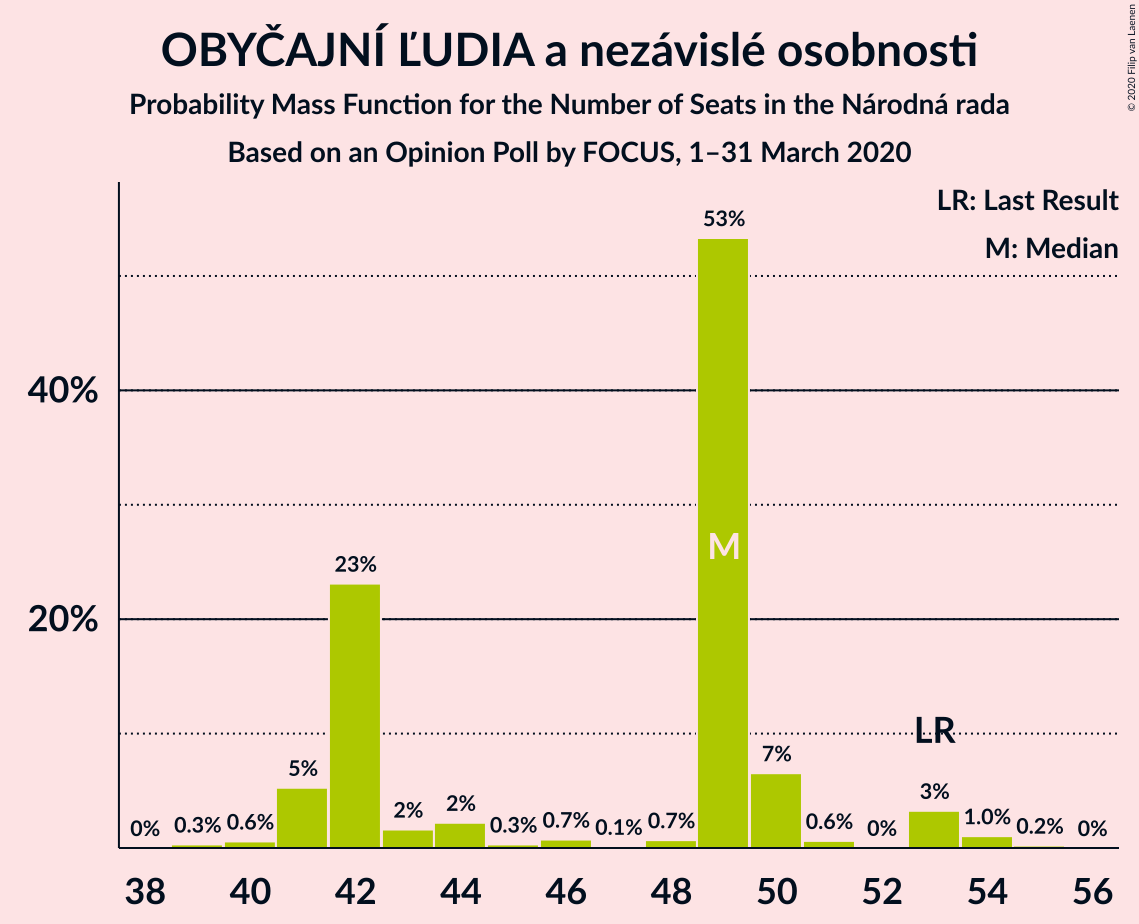 OBYČAJNÍ ĽUDIA a nezávislé osobnosti
Probability Mass Function for the Number of Seats in the Národná rada
Based on an Opinion Poll by FOCUS, 1–31 March 2020
© 2020 Filip van Laenen
LR: Last Result
M: Median
53%
40%
M
23%
20%
LR
7%
5%
3%
2%
2%
1.0%
0%
0.3%
0.6%
0.3%
0.7%
0.1%
0.7%
0.6%
0%
0.2%
0%
38 40 42 44 46 48 50 52 54 56